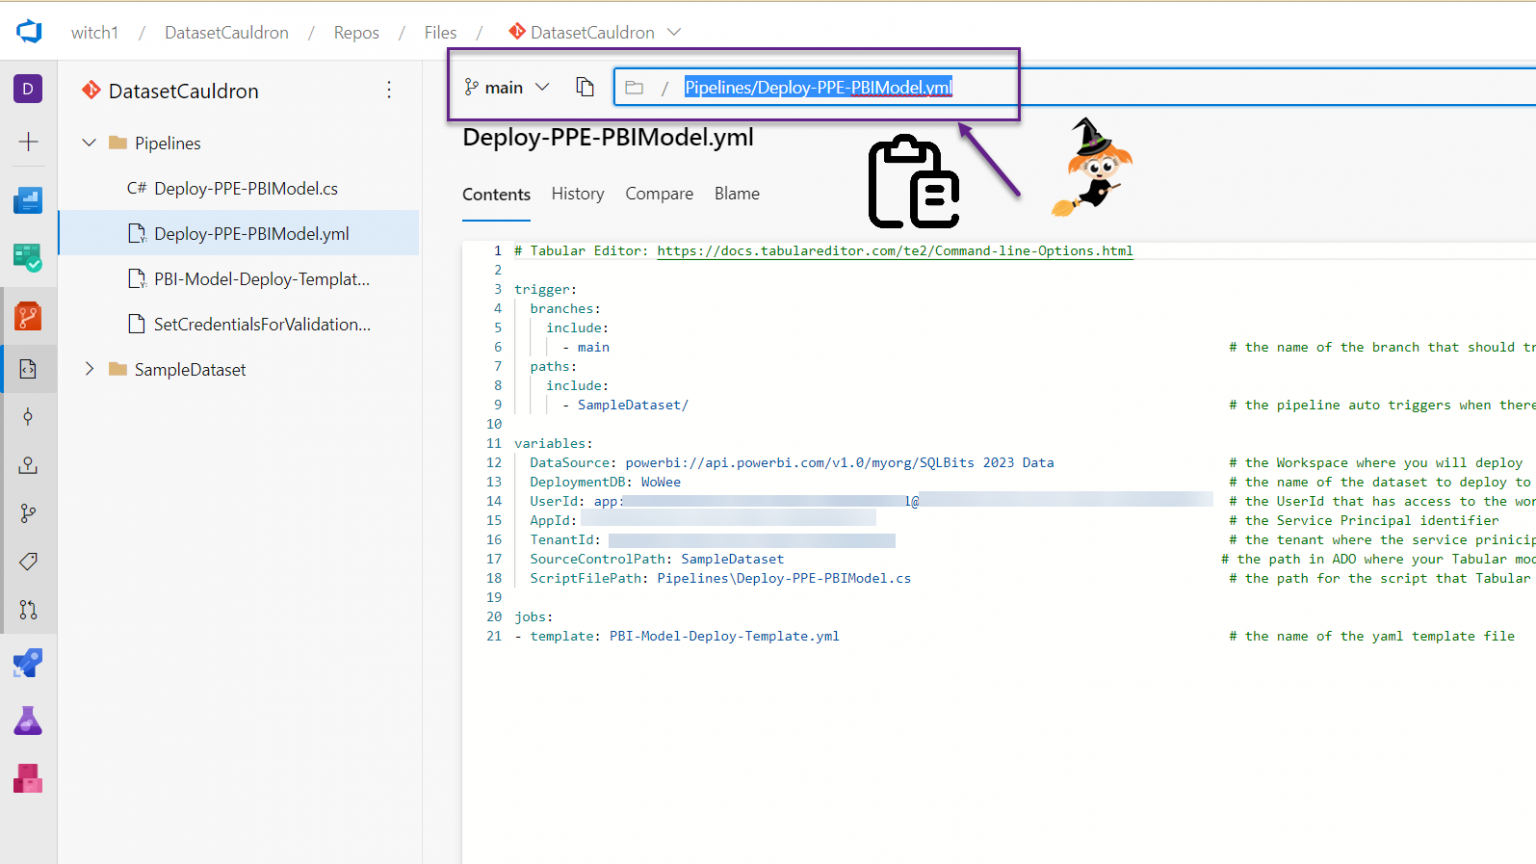 witch1 / DatasetCauldron / Repos / Files / DatasetCauldron
D
DatasetCauldron
Pipelines
C# Deploy-PPE-PBIModel.cs
Deploy-PPE-PBIModel.yml
PBI-Model-Deploy-Templat...
SetCredentialsForValidation...
SampleDataset
main / Pipelines/Deploy-PPE-PBIModel.yml
Deploy-PPE-PBIModel.yml
Contents History Compare Blame
1 # Tabular Editor: https://docs.tabulareditor.com/te2/Command-line-Options.html
2
3 trigger:
4 branches:
5 include:
6 - main # the name of the branch that should tr
7 paths:
8 include:
9 - SampleDataset/ # the pipeline auto triggers when there
10
11 variables:
12 DataSource: powerbi://api.powerbi.com/v1.0/myorg/SQLBits 2023 Data # the Workspace where you will deploy
13 DeploymentDB: WoWee # the name of the dataset to deploy to
14 UserId: app: l@ # the UserId that has access to the wor
15 AppId: # the Service Principal identifier
16 TenantId: # the tenant where the service prinicip
17 SourceControlPath: SampleDataset # the path in ADO where your Tabular mod
18 ScriptFilePath: Pipelines\Deploy-PPE-PBIModel.cs # the path for the script that Tabular
19
20 jobs:
21 - template: PBI-Model-Deploy-Template.yml # the name of the yaml template file